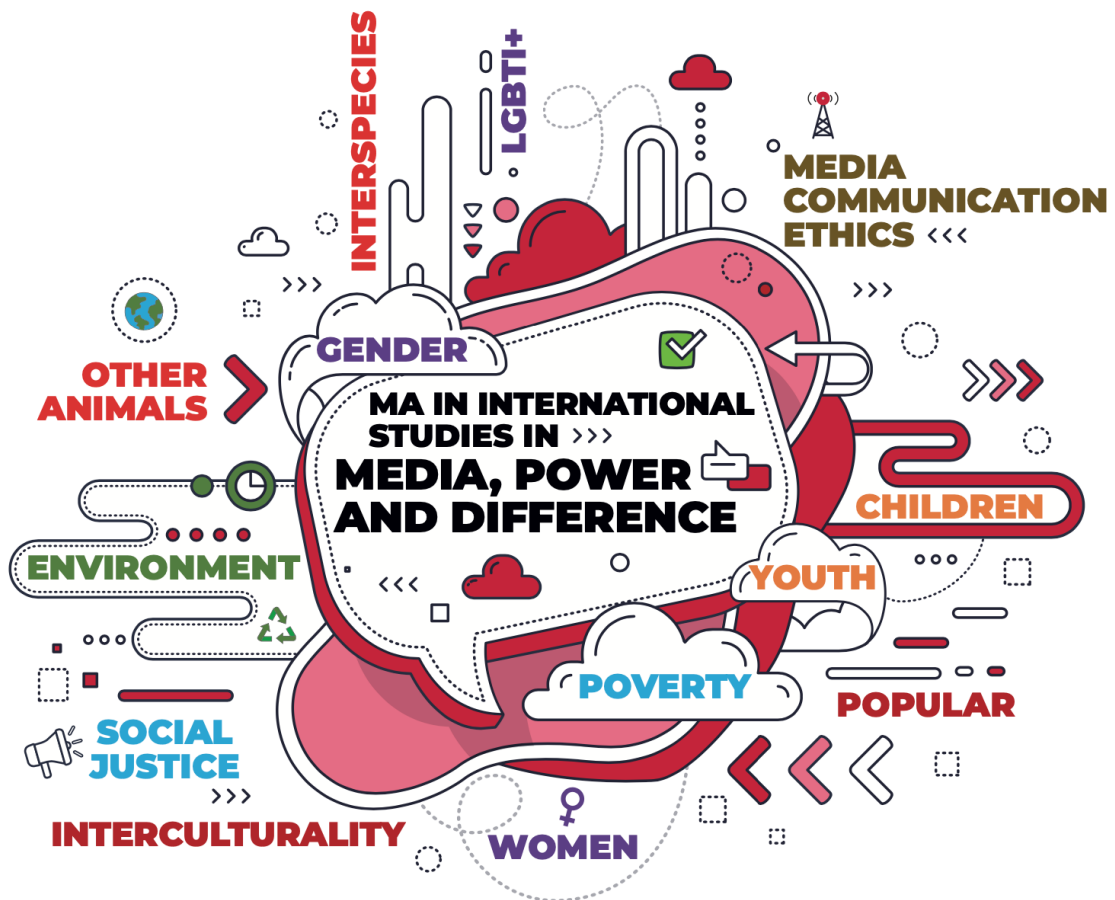 INTERSPECIES
LGBTI+
MEDIA
COMMUNICATION
ETHICS
GENDER
OTHER
ANIMALS
MA IN INTERNATIONAL
STUDIES IN
MEDIA, POWER
AND DIFFERENCE
CHILDREN
ENVIRONMENT
YOUTH
POVERTY
POPULAR
SOCIAL
JUSTICE
INTERCULTURALITY
WOMEN